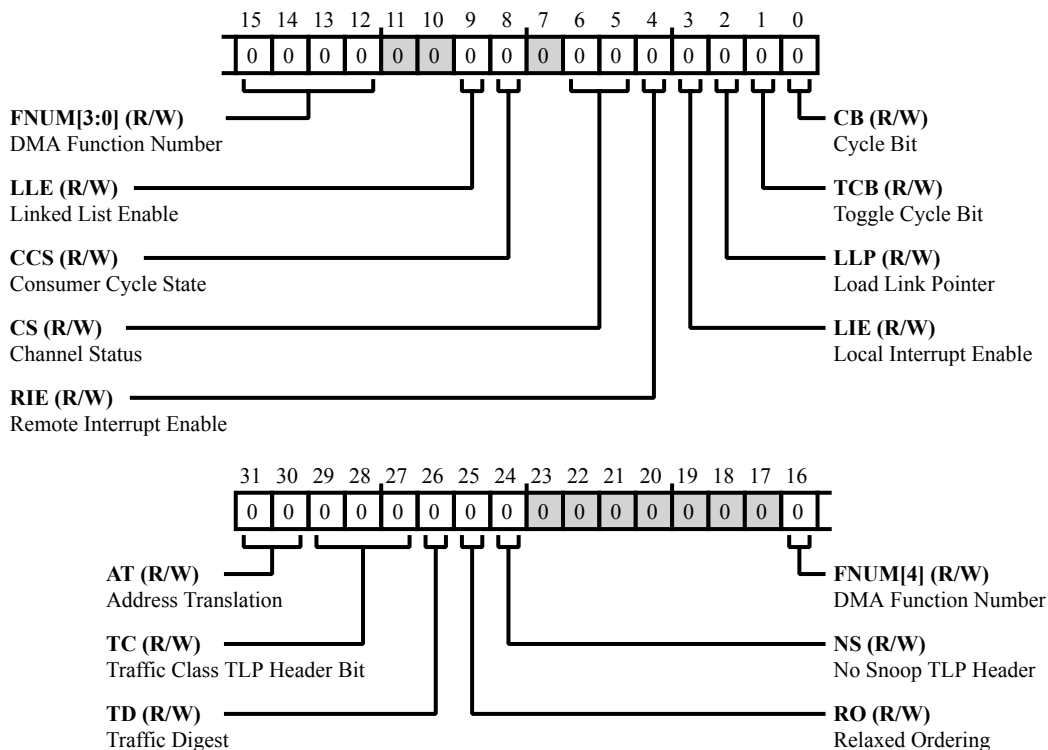 15 14 13 12 11 10 9 8 7 6 5 4 3 2 1 0
0 0 0 0 0 0 0 0 0 0 0 0 0 0 0 0
FNUM[3:0] (R/W)
DMA Function Number
LLE (R/W)
Linked List Enable
CCS (R/W)
Consumer Cycle State
CS (R/W)
Channel Status
RIE (R/W)
Remote Interrupt Enable
CB (R/W)
Cycle Bit
TCB (R/W)
Toggle Cycle Bit
LLP (R/W)
Load Link Pointer
LIE (R/W)
Local Interrupt Enable
31 30 29 28 27 26 25 24 23 22 21 20 19 18 17 16
0 0 0 0 0 0 0 0 0 0 0 0 0 0 0 0
AT (R/W)
Address Translation
TC (R/W)
Traffic Class TLP Header Bit
TD (R/W)
Traffic Digest
FNUM[4] (R/W)
DMA Function Number
NS (R/W)
No Snoop TLP Header
RO (R/W)
Relaxed Ordering